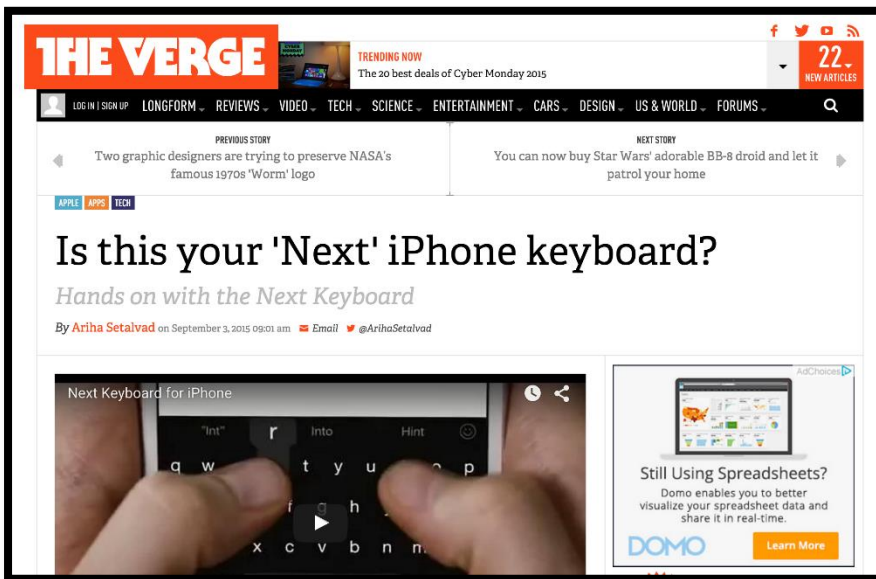 THE VERGE
TRENDING NOW
The 20 best deals of Cyber Monday 2015
22
NEW ARTICLES
LOG IN | SIGN UP LONGFORM REVIEWS VIDEO TECH SCIENCE ENTERTAINMENT CARS DESIGN US & WORLD FORUMS
PREVIOUS STORY
Two graphic designers are trying to preserve NASA's
famous 1970s 'Worm' logo
NEXT STORY
You can now buy Star Wars' adorable BB-8 droid and let it
patrol your home
APPLE APPS TECH
Is this your 'Next' iPhone keyboard?
Hands on with the Next Keyboard
By Ariha Setalvad on September 3, 2015 09:01 am Email @ArihaSetalvad
Next Keyboard for iPhone
"Int" r Into Hint
q w t y u p
f g h
x c v b n m
AdChoices
Still Using Spreadsheets?
Domo enables you to better
visualize your spreadsheet data and
share it in real-time.
DOMO
Learn More